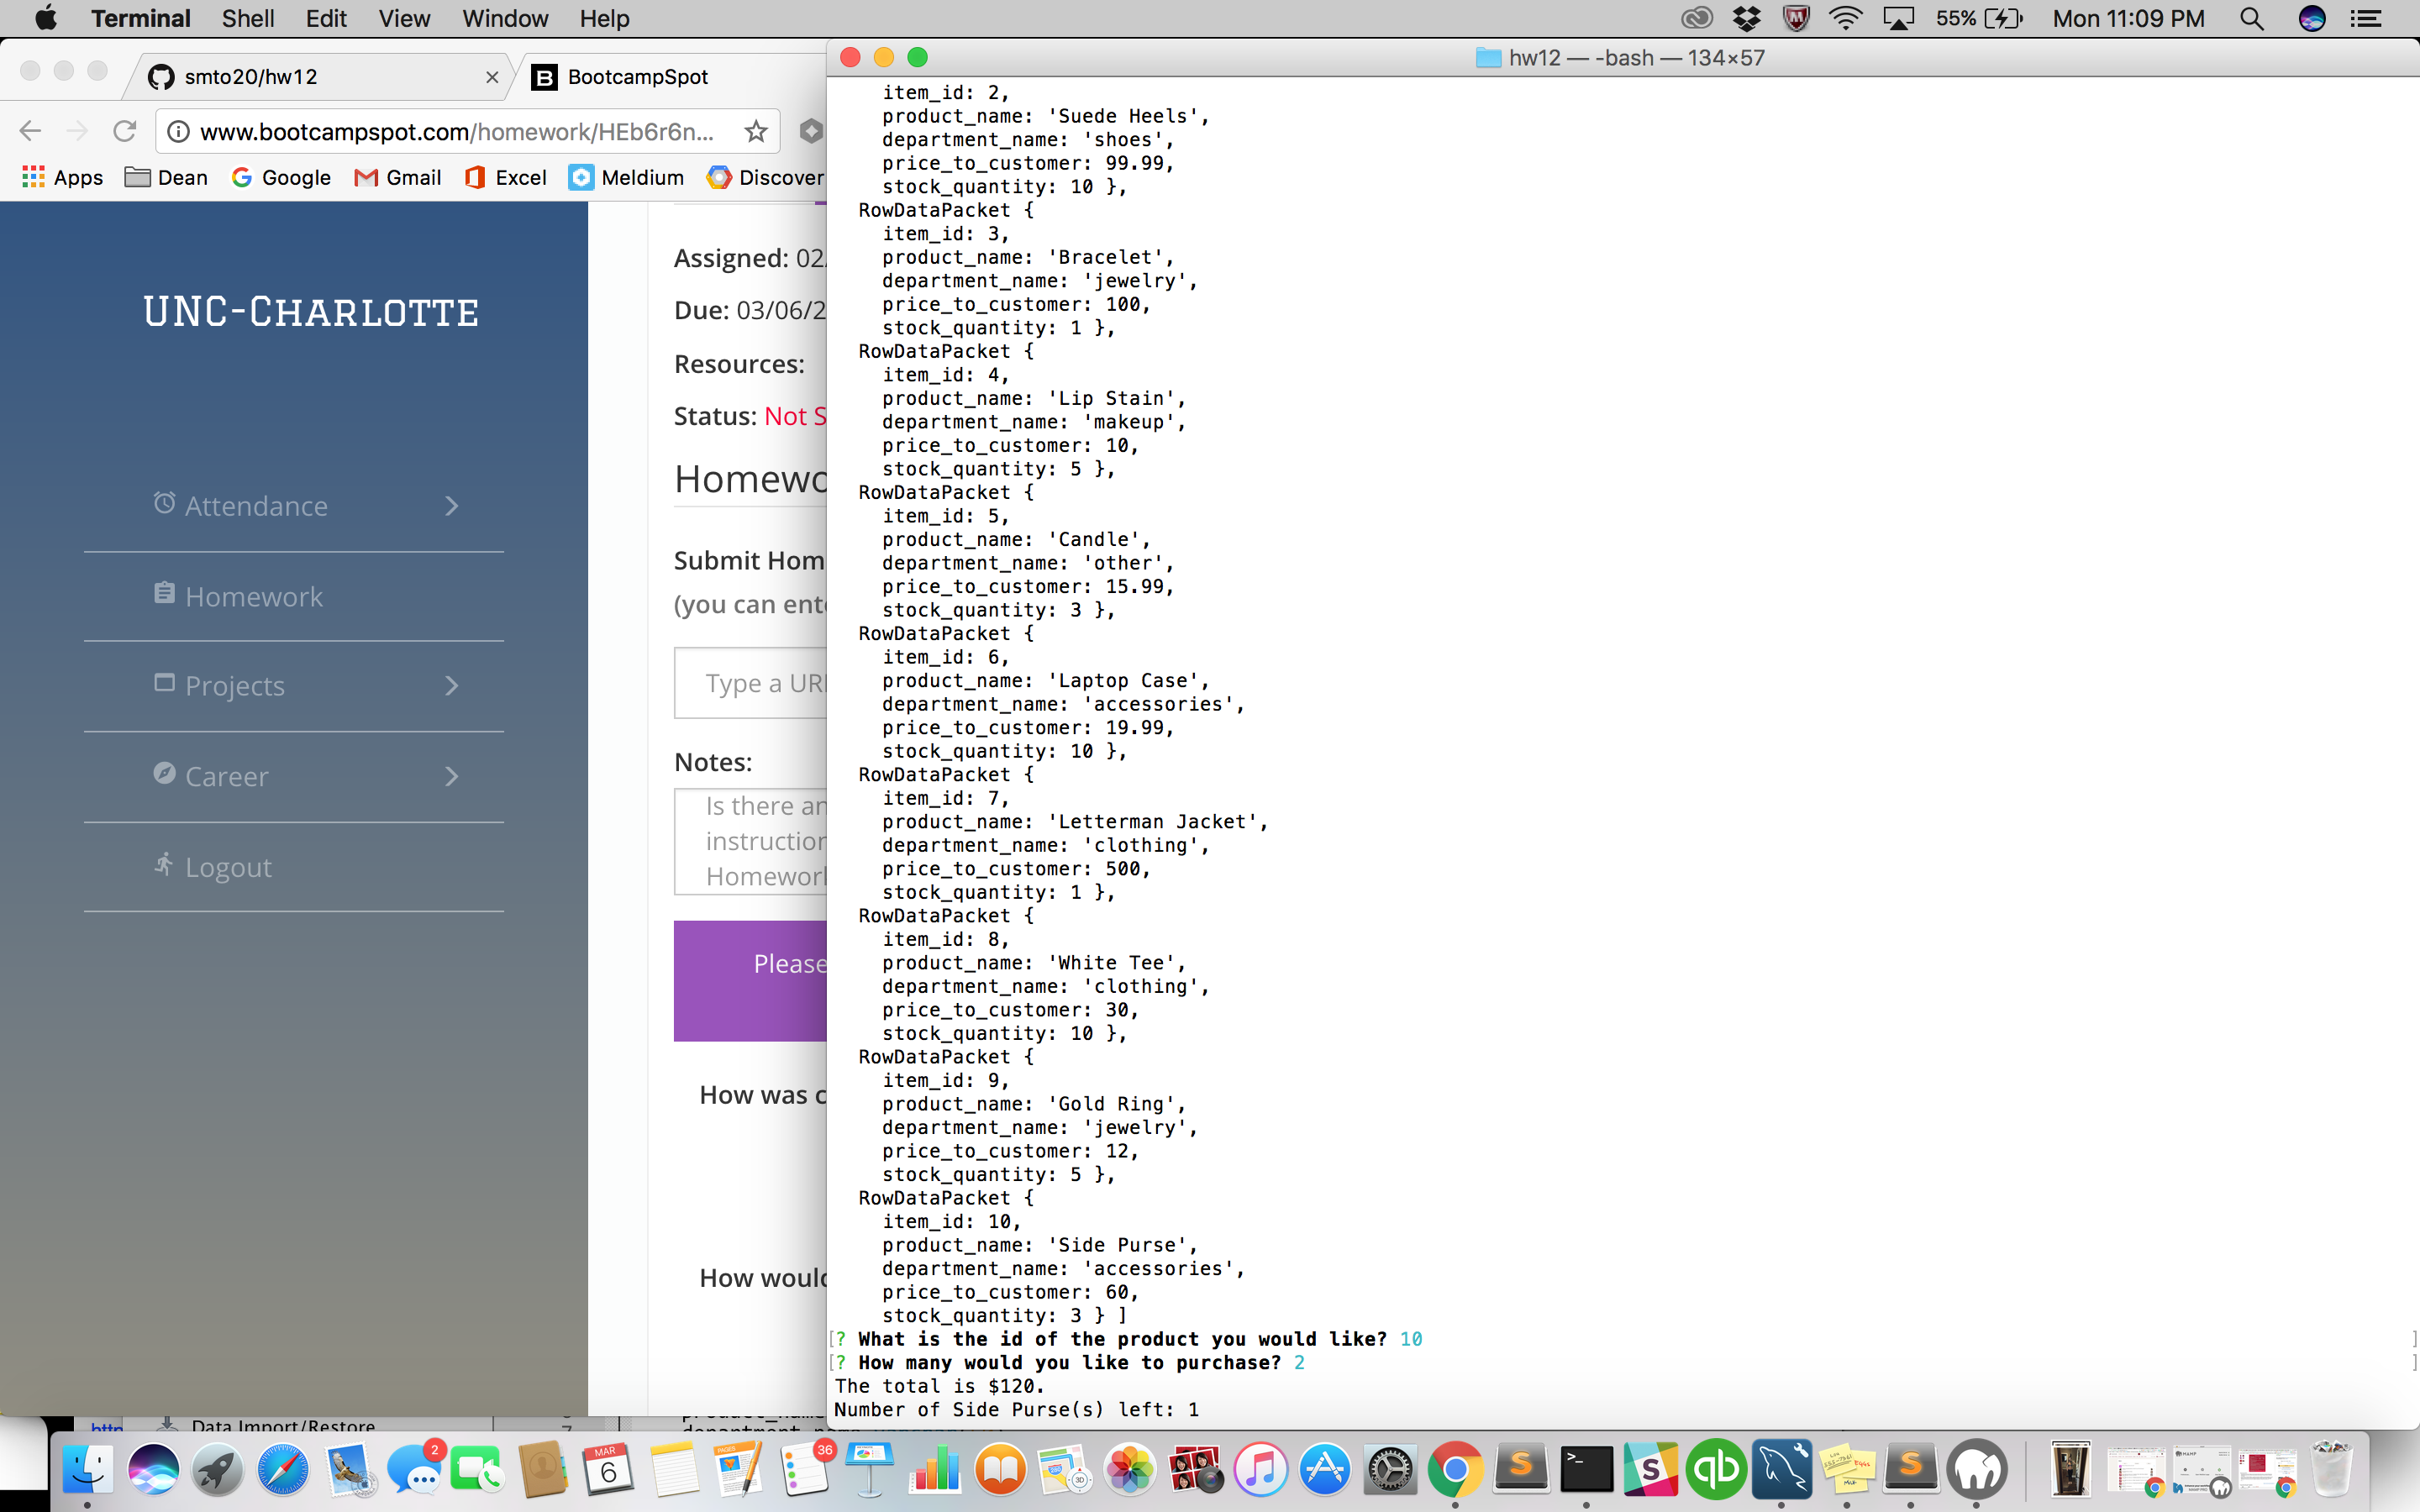 Terminal Shell Edit View Window Help 55% Mon 11:09 PM
smto20/hw12 × BootcampSpot
hw12 — -bash — 134×57
www.bootcampspot.com/homework/HEb6r6n...
Apps Dean Google Gmail Excel Meldium Discover
UNC-Charlotte
Attendance
Homework
Projects
Career
Logout
Assigned: 02
Due: 03/06/2
Resources:
Status: Not S
Homewo
Submit Hom
(you can ent
Type a UR
Notes:
Is there an
instruction
Homework
Please
How was c
How would
item_id: 2,
product_name: 'Suede Heels',
department_name: 'shoes',
price_to_customer: 99.99,
stock_quantity: 10 },
RowDataPacket {
item_id: 3,
product_name: 'Bracelet',
department_name: 'jewelry',
price_to_customer: 100,
stock_quantity: 1 },
RowDataPacket {
item_id: 4,
product_name: 'Lip Stain',
department_name: 'makeup',
price_to_customer: 10,
stock_quantity: 5 },
RowDataPacket {
item_id: 5,
product_name: 'Candle',
department_name: 'other',
price_to_customer: 15.99,
stock_quantity: 3 },
RowDataPacket {
item_id: 6,
product_name: 'Laptop Case',
department_name: 'accessories',
price_to_customer: 19.99,
stock_quantity: 10 },
RowDataPacket {
item_id: 7,
product_name: 'Letterman Jacket',
department_name: 'clothing',
price_to_customer: 500,
stock_quantity: 1 },
RowDataPacket {
item_id: 8,
product_name: 'White Tee',
department_name: 'clothing',
price_to_customer: 30,
stock_quantity: 10 },
RowDataPacket {
item_id: 9,
product_name: 'Gold Ring',
department_name: 'jewelry',
price_to_customer: 12,
stock_quantity: 5 },
RowDataPacket {
item_id: 10,
product_name: 'Side Purse',
department_name: 'accessories',
price_to_customer: 60,
stock_quantity: 3 } ]
[? What is the id of the product you would like? 10 ]
[? How many would you like to purchase? 2 ]
The total is $120.
Number of Side Purse(s) left: 1
Data Import/Restore
2
MAR
6
PAGES
36